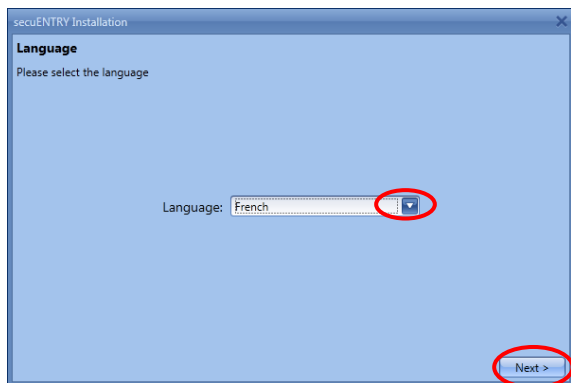 secuENTRY Installation
Language
Please select the language
Language: French
Next >